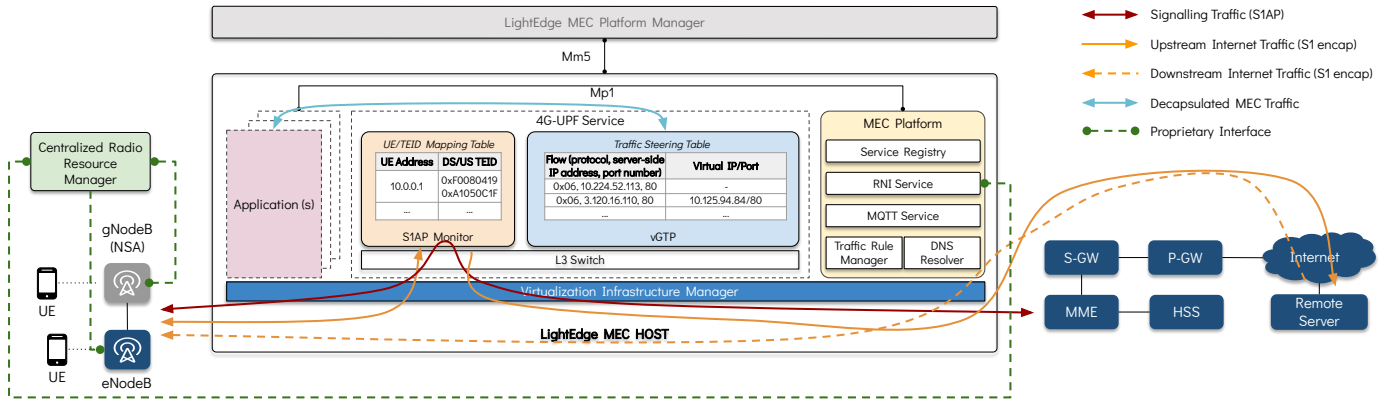 LightEdge MEC Platform Manager
Mm5
Mp1
Signalling Traffic (S1AP)
Upstream Internet Traffic (S1 encap)
Downstream Internet Traffic (S1 encap)
Decapsulated MEC Traffic
Proprietary Interface
Centralized Radio
Resource
Manager
gNodeB
(NSA)
UE
UE
eNodeB
Application (s)
4G-UPF Service
UE/TEID Mapping Table
UE Address
DS/US TEID
10.0.0.1
0xF0080419
0xA1050C1F
...
...
S1AP Monitor
Traffic Steering Table
Flow (protocol, server-side
IP address, port number)
Virtual IP/Port
0x06, 10.224.52.113, 80
-
0x06, 3.120.16.110, 80
10.125.94.84/80
...
...
vGTP
L3 Switch
MEC Platform
Service Registry
RNI Service
MQTT Service
Traffic Rule
Manager
DNS
Resolver
Virtualization Infrastructure Manager
LightEdge MEC HOST
S-GW
P-GW
Internet
MME
HSS
Remote
Server